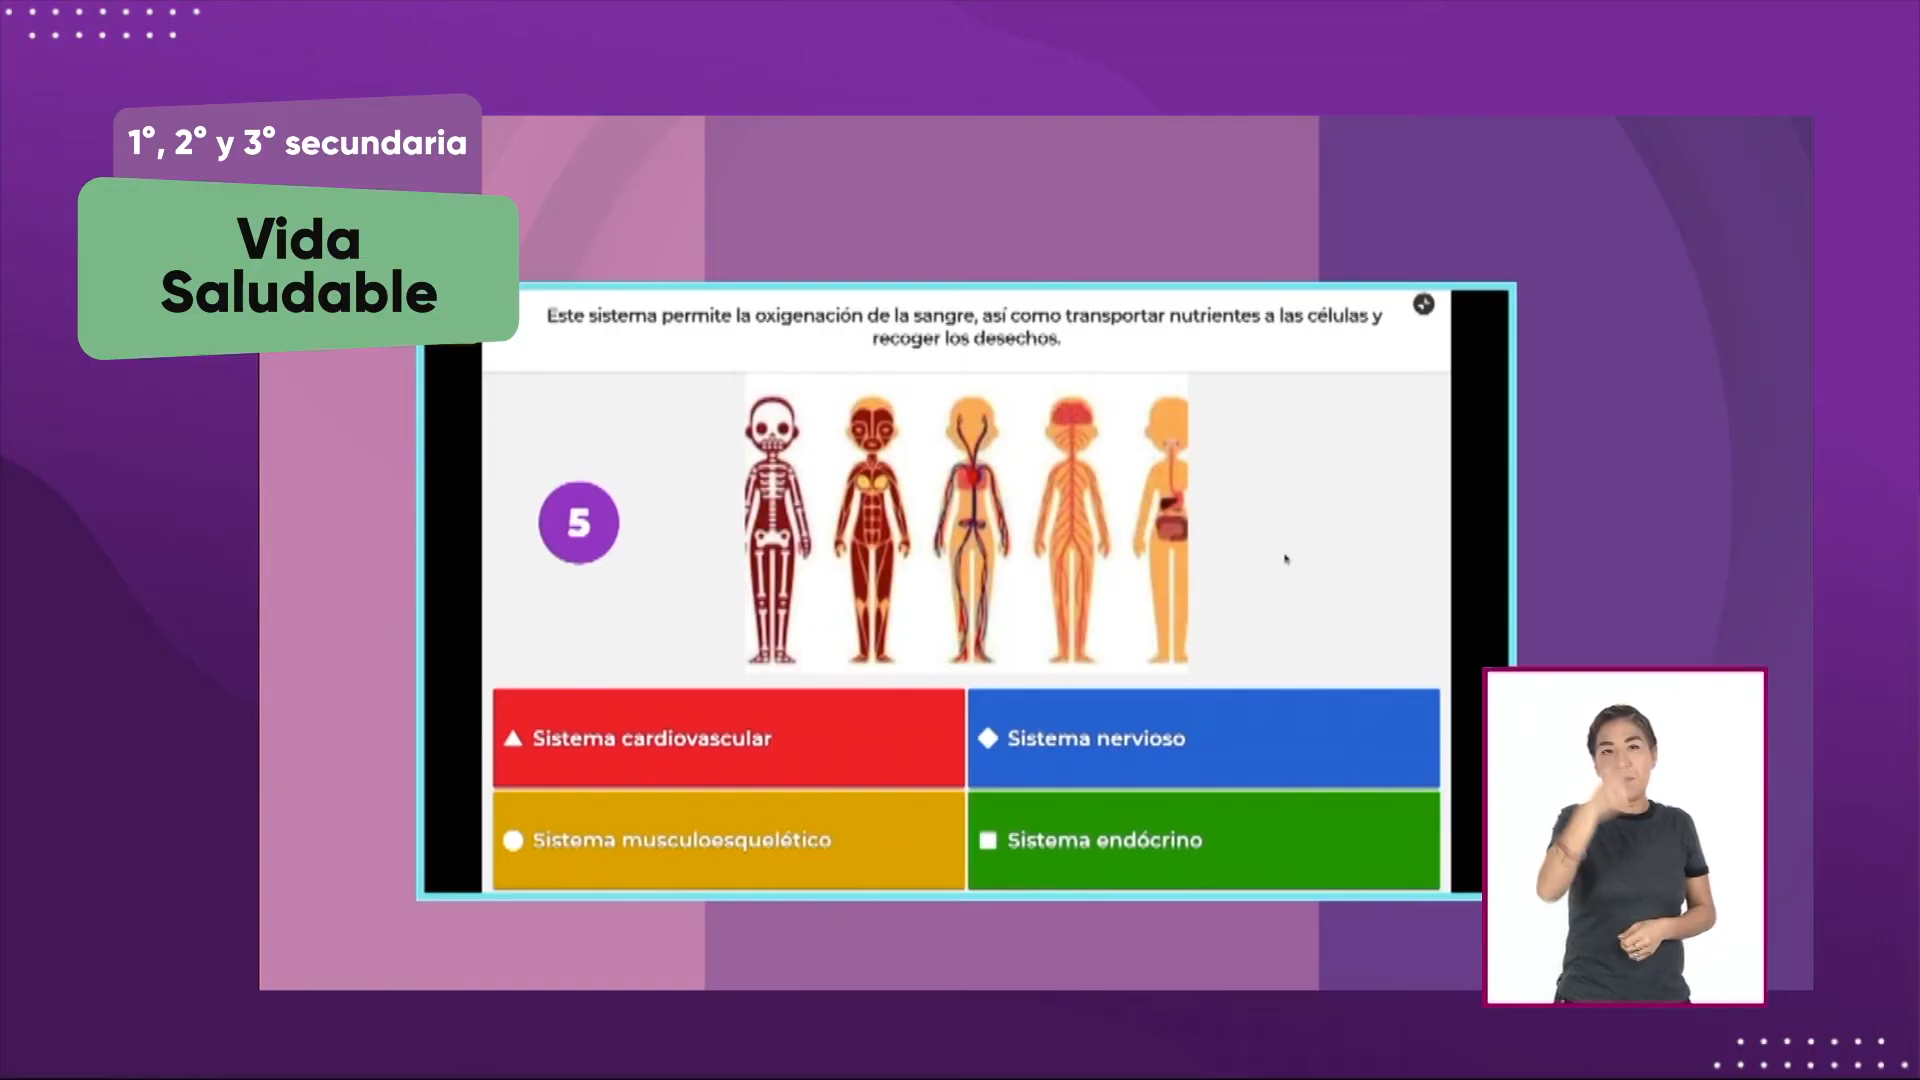 1°, 2° y 3° secundaria
Vida
Saludable
Este sistema permite la oxigenación de la sangre, así como transportar nutrientes a las células y
recoger los desechos.
5
Sistema cardiovascular
Sistema nervioso
Sistema musculoesquelético
Sistema endócrino